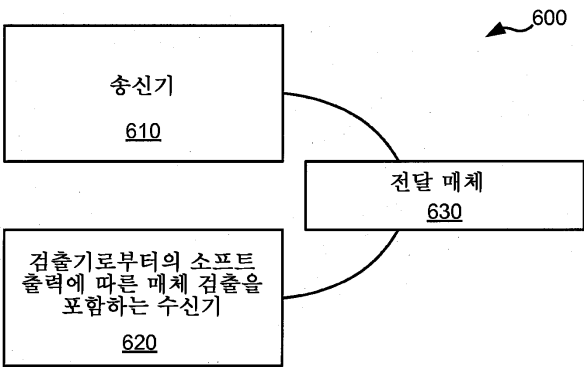 600
송신기
610
전달 매체
630
검출기로부터의 소프트
출력에 따른 매체 검출을
포함하는 수신기
620